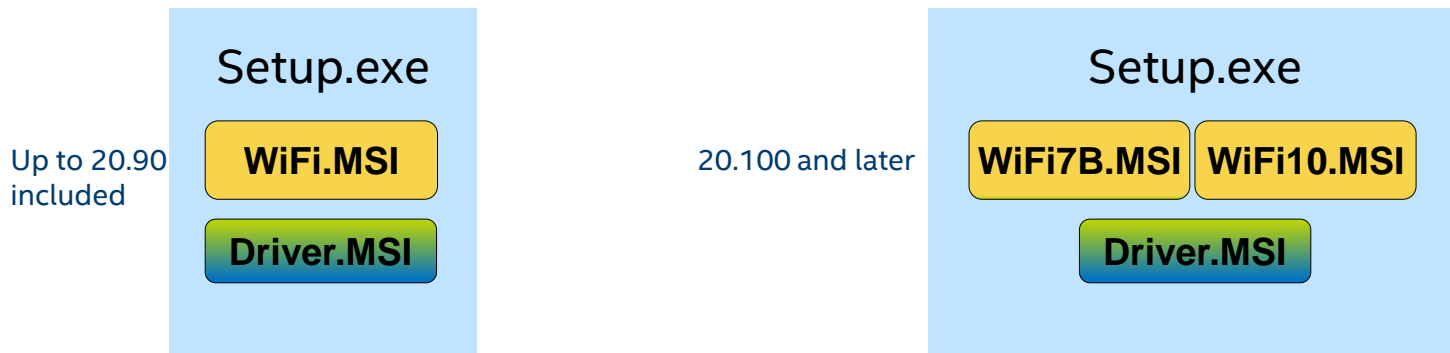 Setup.exe
Up to 20.90
included
WiFi.MSI
Driver.MSI
Setup.exe
20.100 and later
WiFi7B.MSI
WiFi10.MSI
Driver.MSI